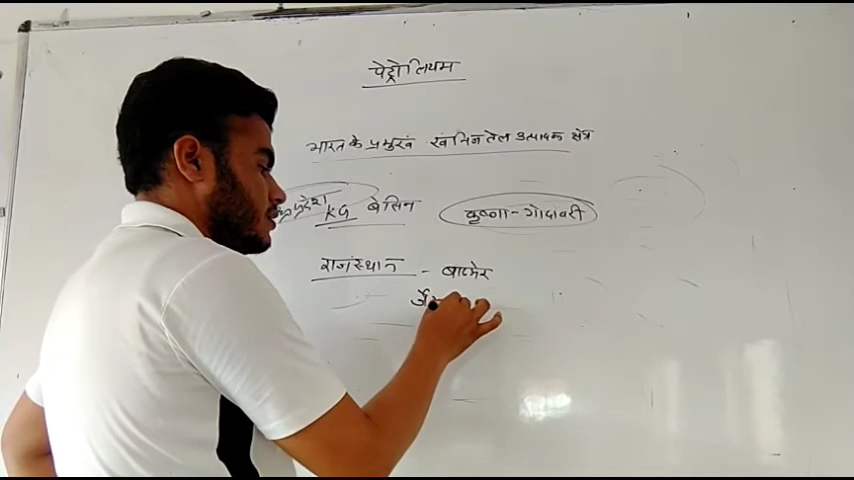 पेट्रोलियम
भारत के प्रमुख खनिज तेल उत्पादक क्षेत्र
KG बेसिन कृष्णा-गोदावरी
राजस्थान - बाड़मेर